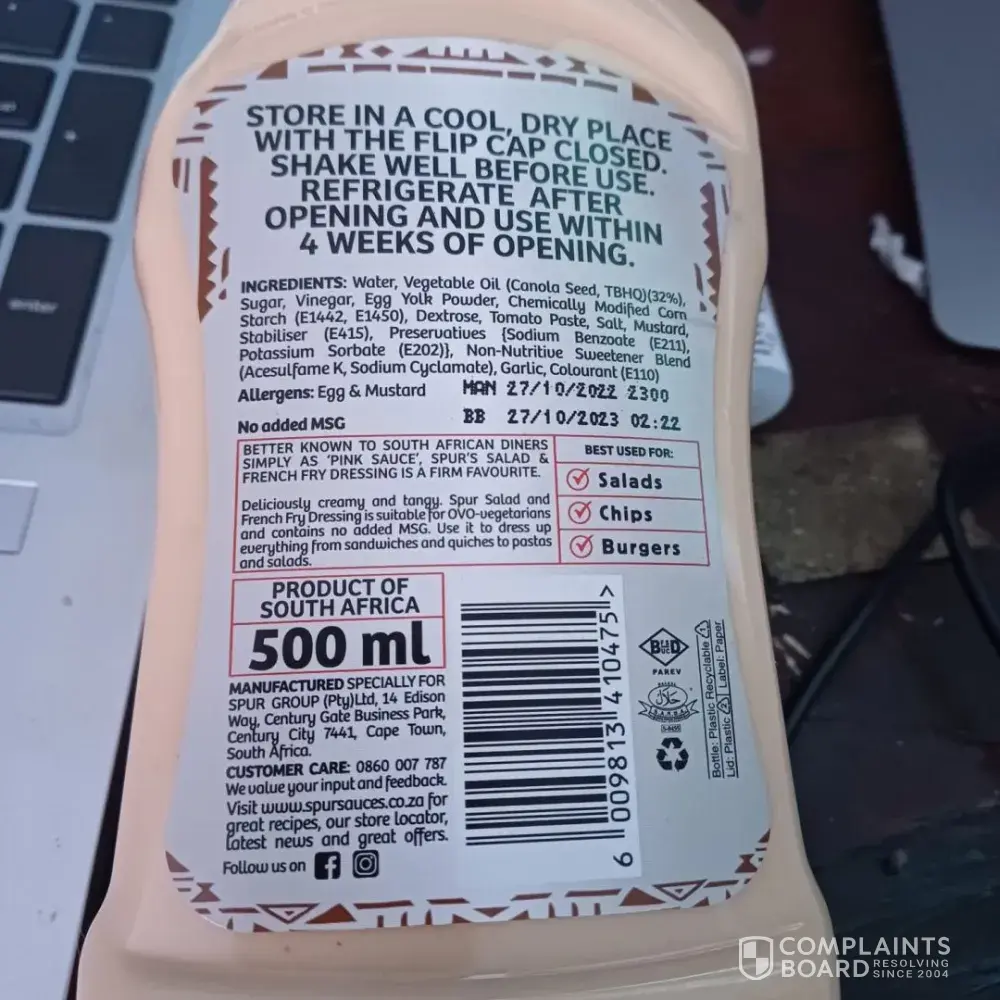 STORE IN A COOL, DRY PLACE
WITH THE FLIP CAP CLOSED.
SHAKE WELL BEFORE USE.
REFRIGERATE AFTER
OPENING AND USE WITHIN
4 WEEKS OF OPENING.
INGREDIENTS: Water, Vegetable Oil (Canola Seed, TBHQ)(32%),
Sugar, Vinegar, Egg Yolk Powder, Chemically Modified Corn
Starch (E1442, E1450), Dextrose, Tomato Paste, Salt, Mustard,
Stabiliser (E415), Preservatives {Sodium Benzoate (E211),
Potassium Sorbate (E202)}, Non-Nutritive Sweetener Blend
(Acesulfame K, Sodium Cyclamate), Garlic, Colourant (E110)
Allergens: Egg & Mustard
MAN 27/10/2022 2300
No added MSG
BB 27/10/2023 02:22
BETTER KNOWN TO SOUTH AFRICAN DINERS
SIMPLY AS 'PINK SAUCE', SPUR'S SALAD &
FRENCH FRY DRESSING IS A FIRM FAVOURITE.
Deliciously creamy and tangy. Spur Salad and
French Fry Dressing is suitable for OVO-vegetarians
and contains no added MSG. Use it to dress up
everything from sandwiches and quiches to pastas
and salads.
BEST USED FOR:
Salads
Chips
Burgers
PRODUCT OF
SOUTH AFRICA
500 ml
MANUFACTURED SPECIALLY FOR
SPUR GROUP (Pty)Ltd, 14 Edison
Way, Century Gate Business Park,
Century City 7441, Cape Town,
South Africa.
CUSTOMER CARE: 0860 007 787
We value your input and feedback.
Visit www.spursauces.co.za for
great recipes, our store locator,
latest news and great offers.
Follow us on
6 009813 410475 >
PAREV
Bottle: Plastic Recyclable 1
Lid: Plastic 2 Label: Paper
enter
COMPLAINTS
BOARD RESOLVING
SINCE 2004